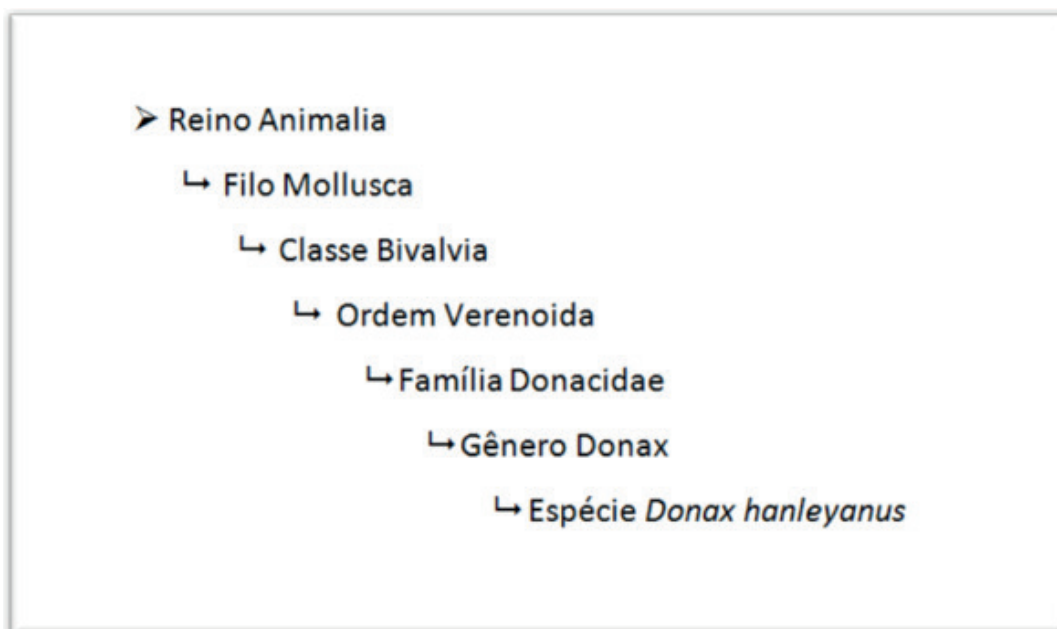 ➢ Reino Animalia
↳ Filo Mollusca
↳ Classe Bivalvia
↳ Ordem Verenoida
↳ Família Donacidae
↳ Gênero Donax
↳ Espécie Donax hanleyanus